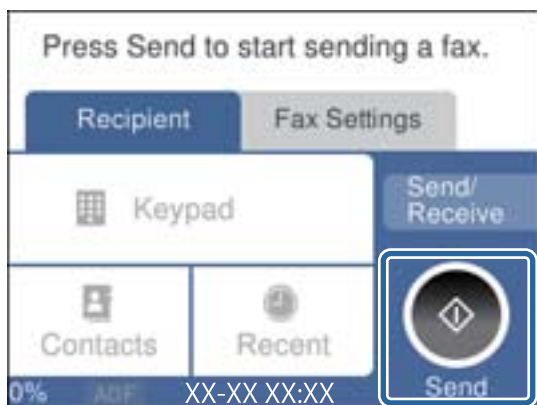 Press Send to start sending a fax.
Recipient
Fax Settings
Keypad
Send/
Receive
Contacts
Recent
Send
0%
ADF
XX-XX XX:XX